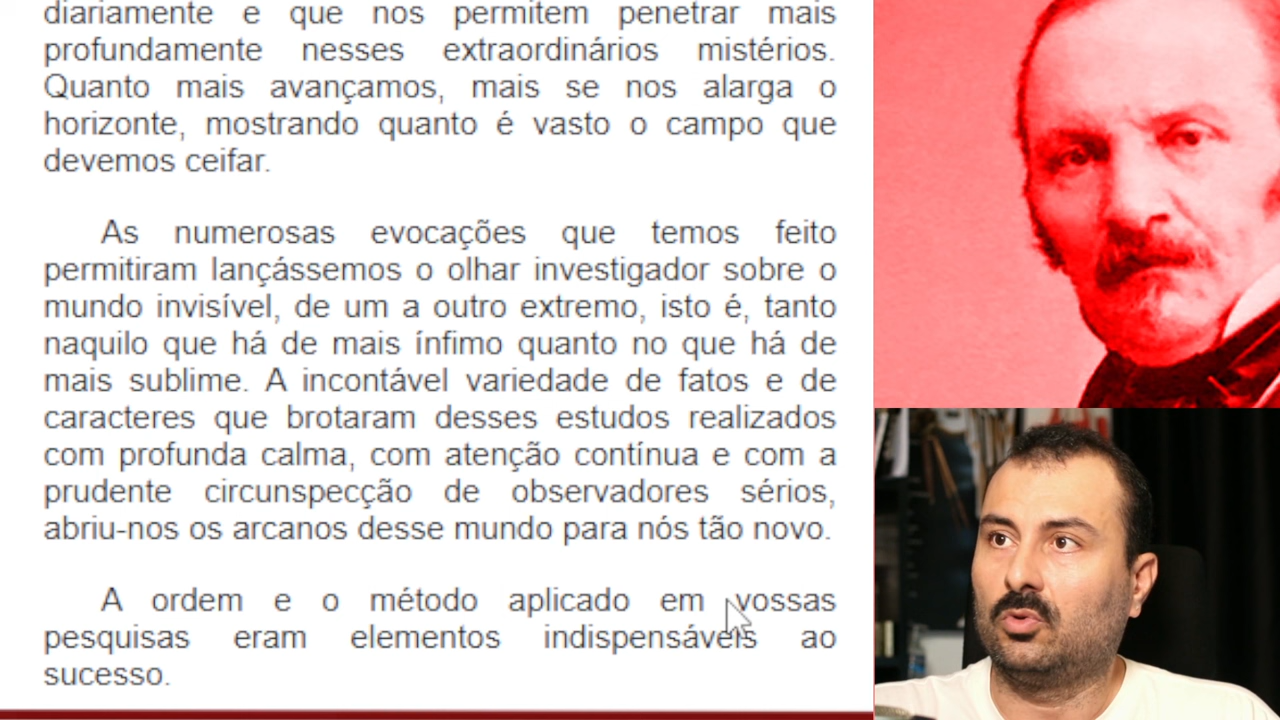 diariamente e que nos permitem penetrar mais
profundamente nesses extraordinários mistérios.
Quanto mais avançamos, mais se nos alarga o
horizonte, mostrando quanto é vasto o campo que
devemos ceifar.
As numerosas evocações que temos feito
permitiram lançássemos o olhar investigador sobre o
mundo invisível, de um a outro extremo, isto é, tanto
naquilo que há de mais ínfimo quanto no que há de
mais sublime. A incontável variedade de fatos e de
caracteres que brotaram desses estudos realizados
com profunda calma, com atenção contínua e com a
prudente circunspecção de observadores sérios,
abriu-nos os arcanos desse mundo para nós tão novo.
A ordem e o método aplicado em vossas
pesquisas eram elementos indispensáveis ao
sucesso.